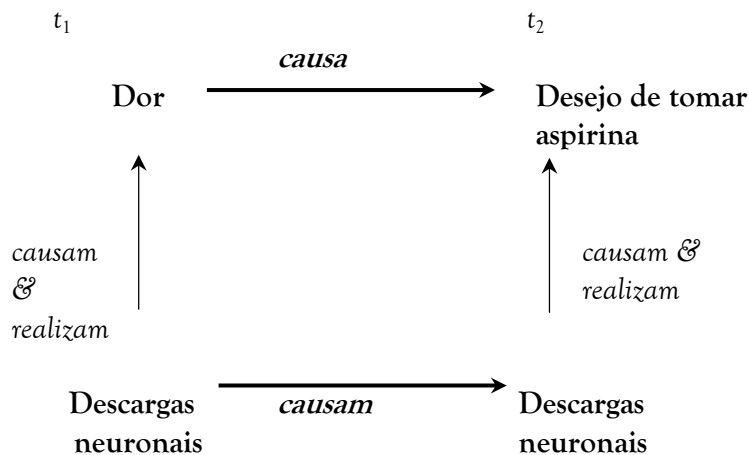 t₁
t₂
causa
Dor
Desejo de tomar
aspirina
causam
&
realizam
causam &
realizam
Descargas
neuronais
causam
Descargas
neuronais